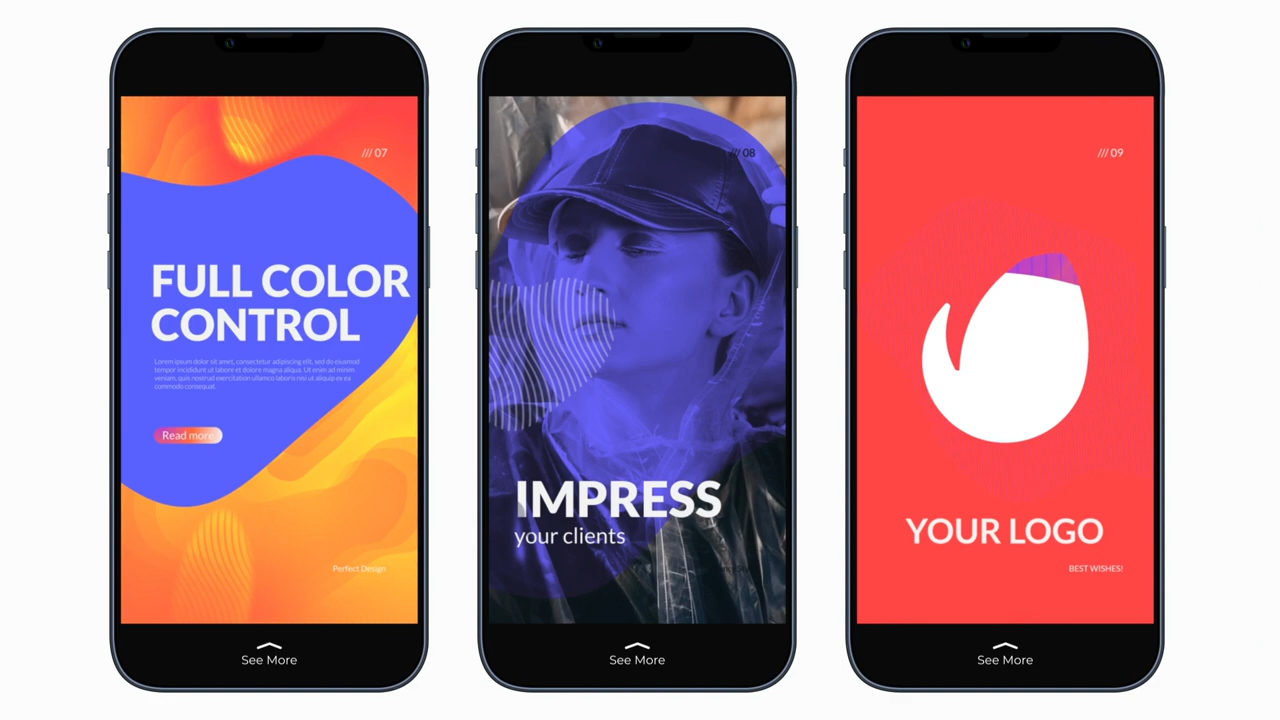 /// 07
FULL COLOR
CONTROL
Lorem ipsum dolor sit amet, consectetur adipiscing elit, sed do eiusmod
tempor incididunt ut labore et dolore magna aliqua. Ut enim ad minim
veniam, quis nostrud exercitation ullamco laboris nisi ut aliquip ex ea
commodo consequat.
Read more
Perfect Design
See More
/// 08
IMPRESS
your clients
See More
/// 09
YOUR LOGO
BEST WISHES!
See More